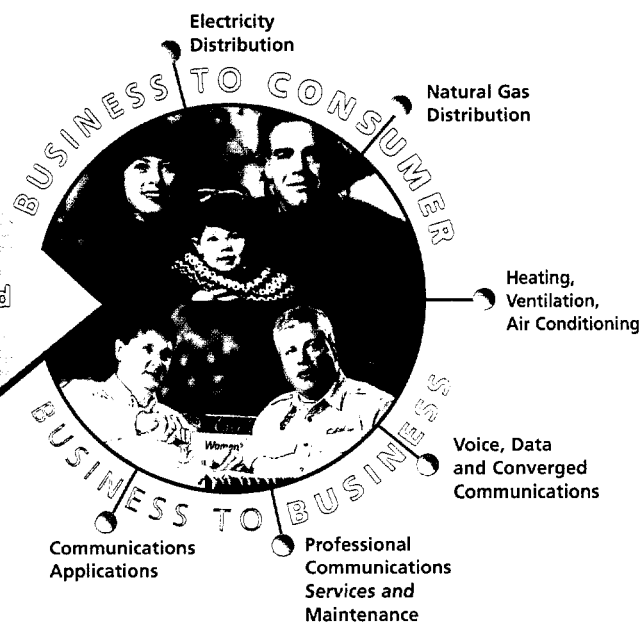 Electricity
Distribution
BUSINESS TO CONSUMER
Natural Gas
Distribution
Heating,
Ventilation,
Air Conditioning
Women's
Voice, Data
and Converged
Communications
BUSINESS TO BUSINESS
Communications
Applications
Professional
Communications
Services and
Maintenance